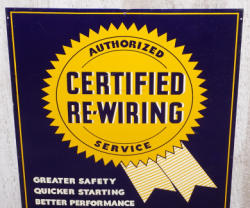 AUTHORIZED
CERTIFIED
RE-WIRING
SERVICE
GREATER SAFETY
QUICKER STARTING
BETTER PERFORMANCE